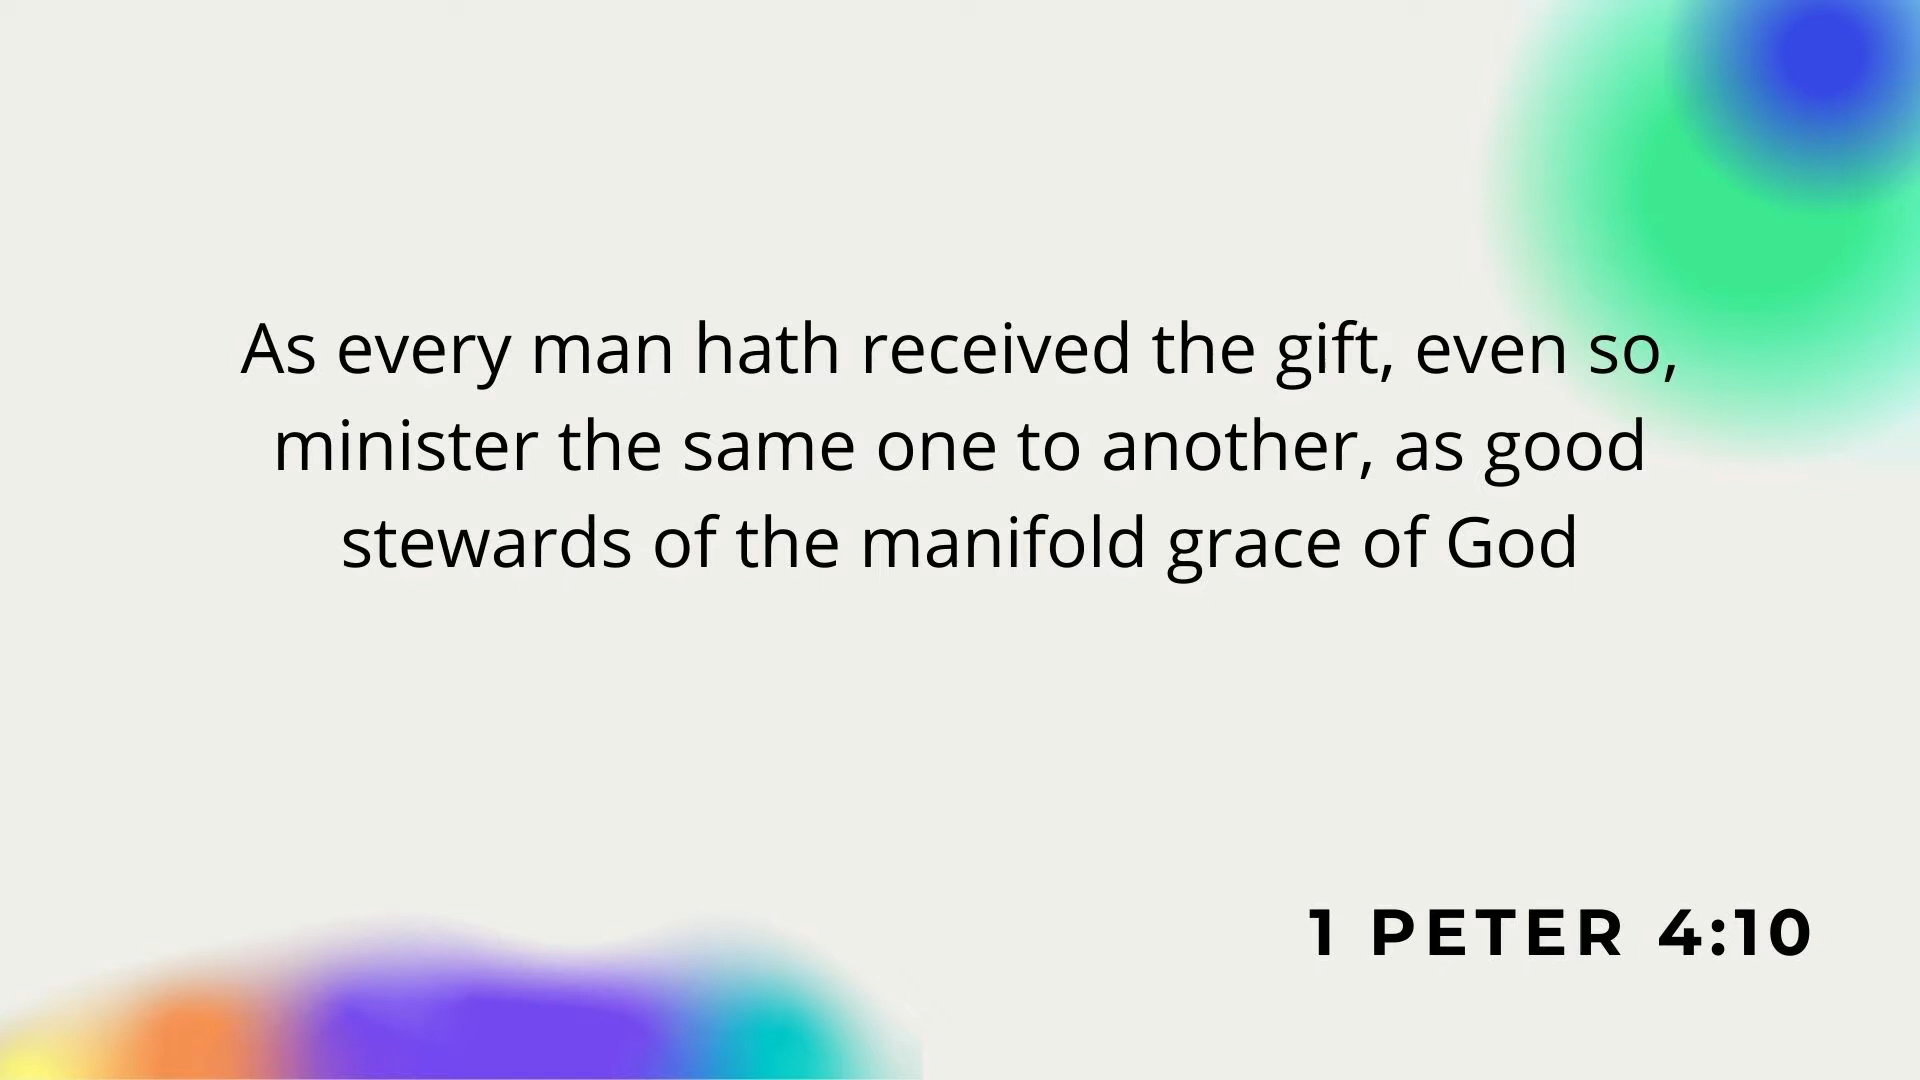 As every man hath received the gift, even so,
minister the same one to another, as good
stewards of the manifold grace of God
1 PETER 4:10